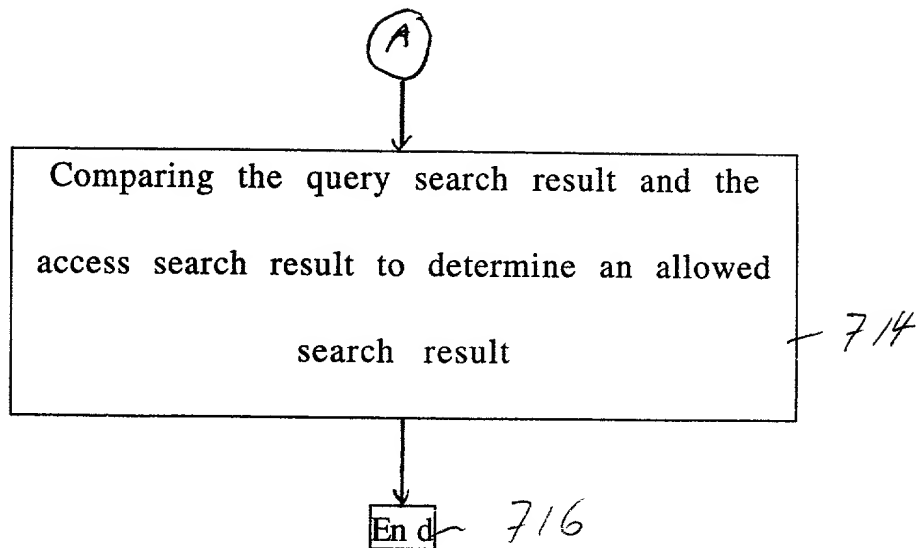 A
Comparing the query search result and the
access search result to determine an allowed
search result
714
En d
716